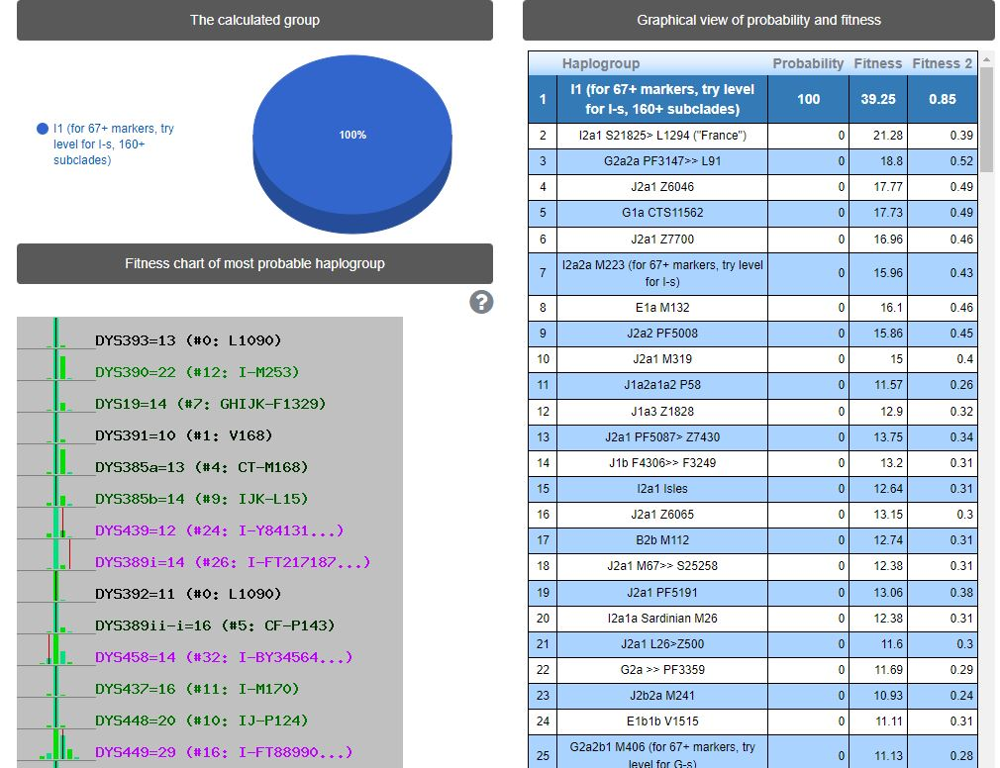 The calculated group
I1 (for 67+ markers, try
level for I-s, 160+
subclades)
100%
Fitness chart of most probable haplogroup
?
DYS393=13 (#0: L1090)
DYS390=22 (#12: I-M253)
DYS19=14 (#7: GHIJK-F1329)
DYS391=10 (#1: V168)
DYS385a=13 (#4: CT-M168)
DYS385b=14 (#9: IJK-L15)
DYS439=12 (#24: I-Y84131...)
DYS389i=14 (#26: I-FT217187...)
DYS392=11 (#0: L1090)
DYS389ii-i=16 (#5: CF-P143)
DYS458=14 (#32: I-BY34564...)
DYS437=16 (#11: I-M170)
DYS448=20 (#10: IJ-P124)
DYS449=29 (#16: I-FT88990...)
Graphical view of probability and fitness
Haplogroup Probability Fitness Fitness 2
1 I1 (for 67+ markers, try level for I-s, 160+ subclades) 100 39.25 0.85
2 I2a1 S21825> L1294 ("France") 0 21.28 0.39
3 G2a2a PF3147>> L91 0 18.8 0.52
4 J2a1 Z6046 0 17.77 0.49
5 G1a CTS11562 0 17.73 0.49
6 J2a1 Z7700 0 16.96 0.46
7 I2a2a M223 (for 67+ markers, try level for I-s) 0 15.96 0.43
8 E1a M132 0 16.1 0.46
9 J2a2 PF5008 0 15.86 0.45
10 J2a1 M319 0 15 0.4
11 J1a2a1a2 P58 0 11.57 0.26
12 J1a3 Z1828 0 12.9 0.32
13 J2a1 PF5087> Z7430 0 13.75 0.34
14 J1b F4306>> F3249 0 13.2 0.31
15 I2a1 Isles 0 12.64 0.31
16 J2a1 Z6065 0 13.15 0.3
17 B2b M112 0 12.74 0.31
18 J2a1 M67>> S25258 0 12.38 0.31
19 J2a1 PF5191 0 13.06 0.38
20 I2a1a Sardinian M26 0 12.38 0.31
21 J2a1 L26>Z500 0 11.6 0.3
22 G2a >> PF3359 0 11.69 0.29
23 J2b2a M241 0 10.93 0.24
24 E1b1b V1515 0 11.11 0.31
25 G2a2b1 M406 (for 67+ markers, try level for G-s) 0 11.13 0.28